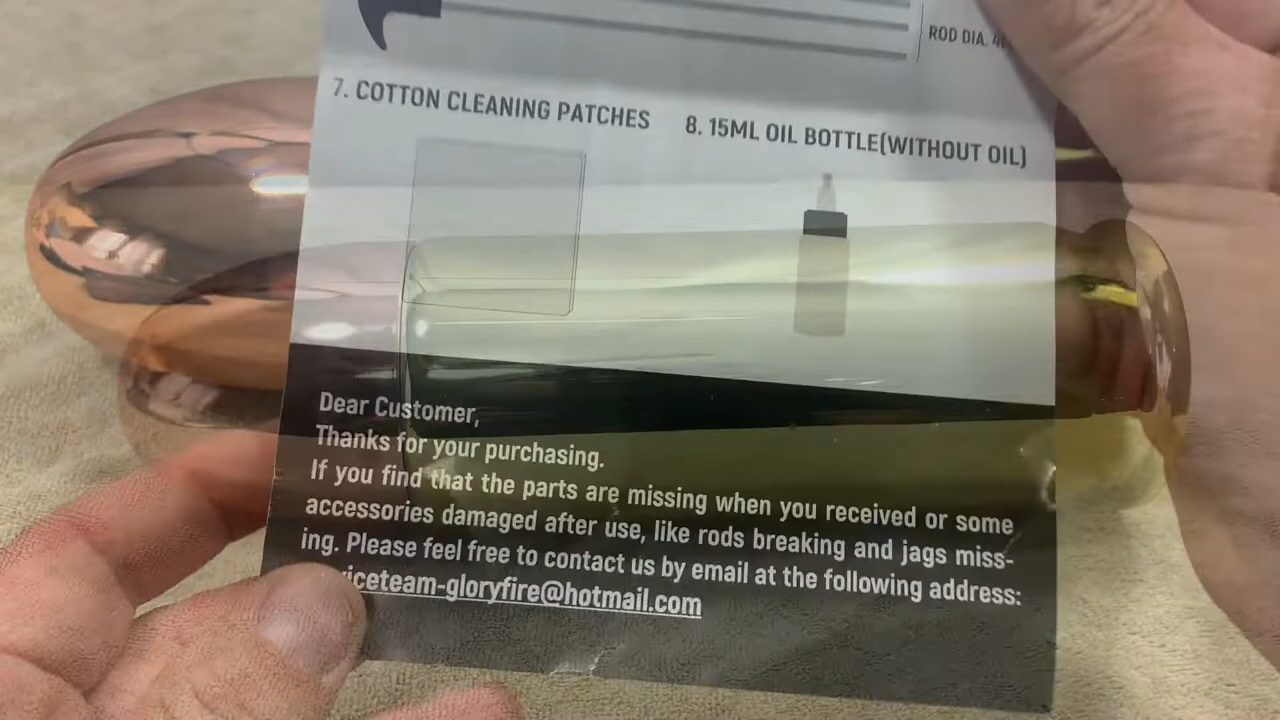 ROD DIA.
7. COTTON CLEANING PATCHES
8. 15ML OIL BOTTLE(WITHOUT OIL)
Dear Customer,
Thanks for your purchasing.
If you find that the parts are missing when you received or some
accessories damaged after use, like rods breaking and jags miss-
ing. Please feel free to contact us by email at the following address:
iceteam-gloryfire@hotmail.com